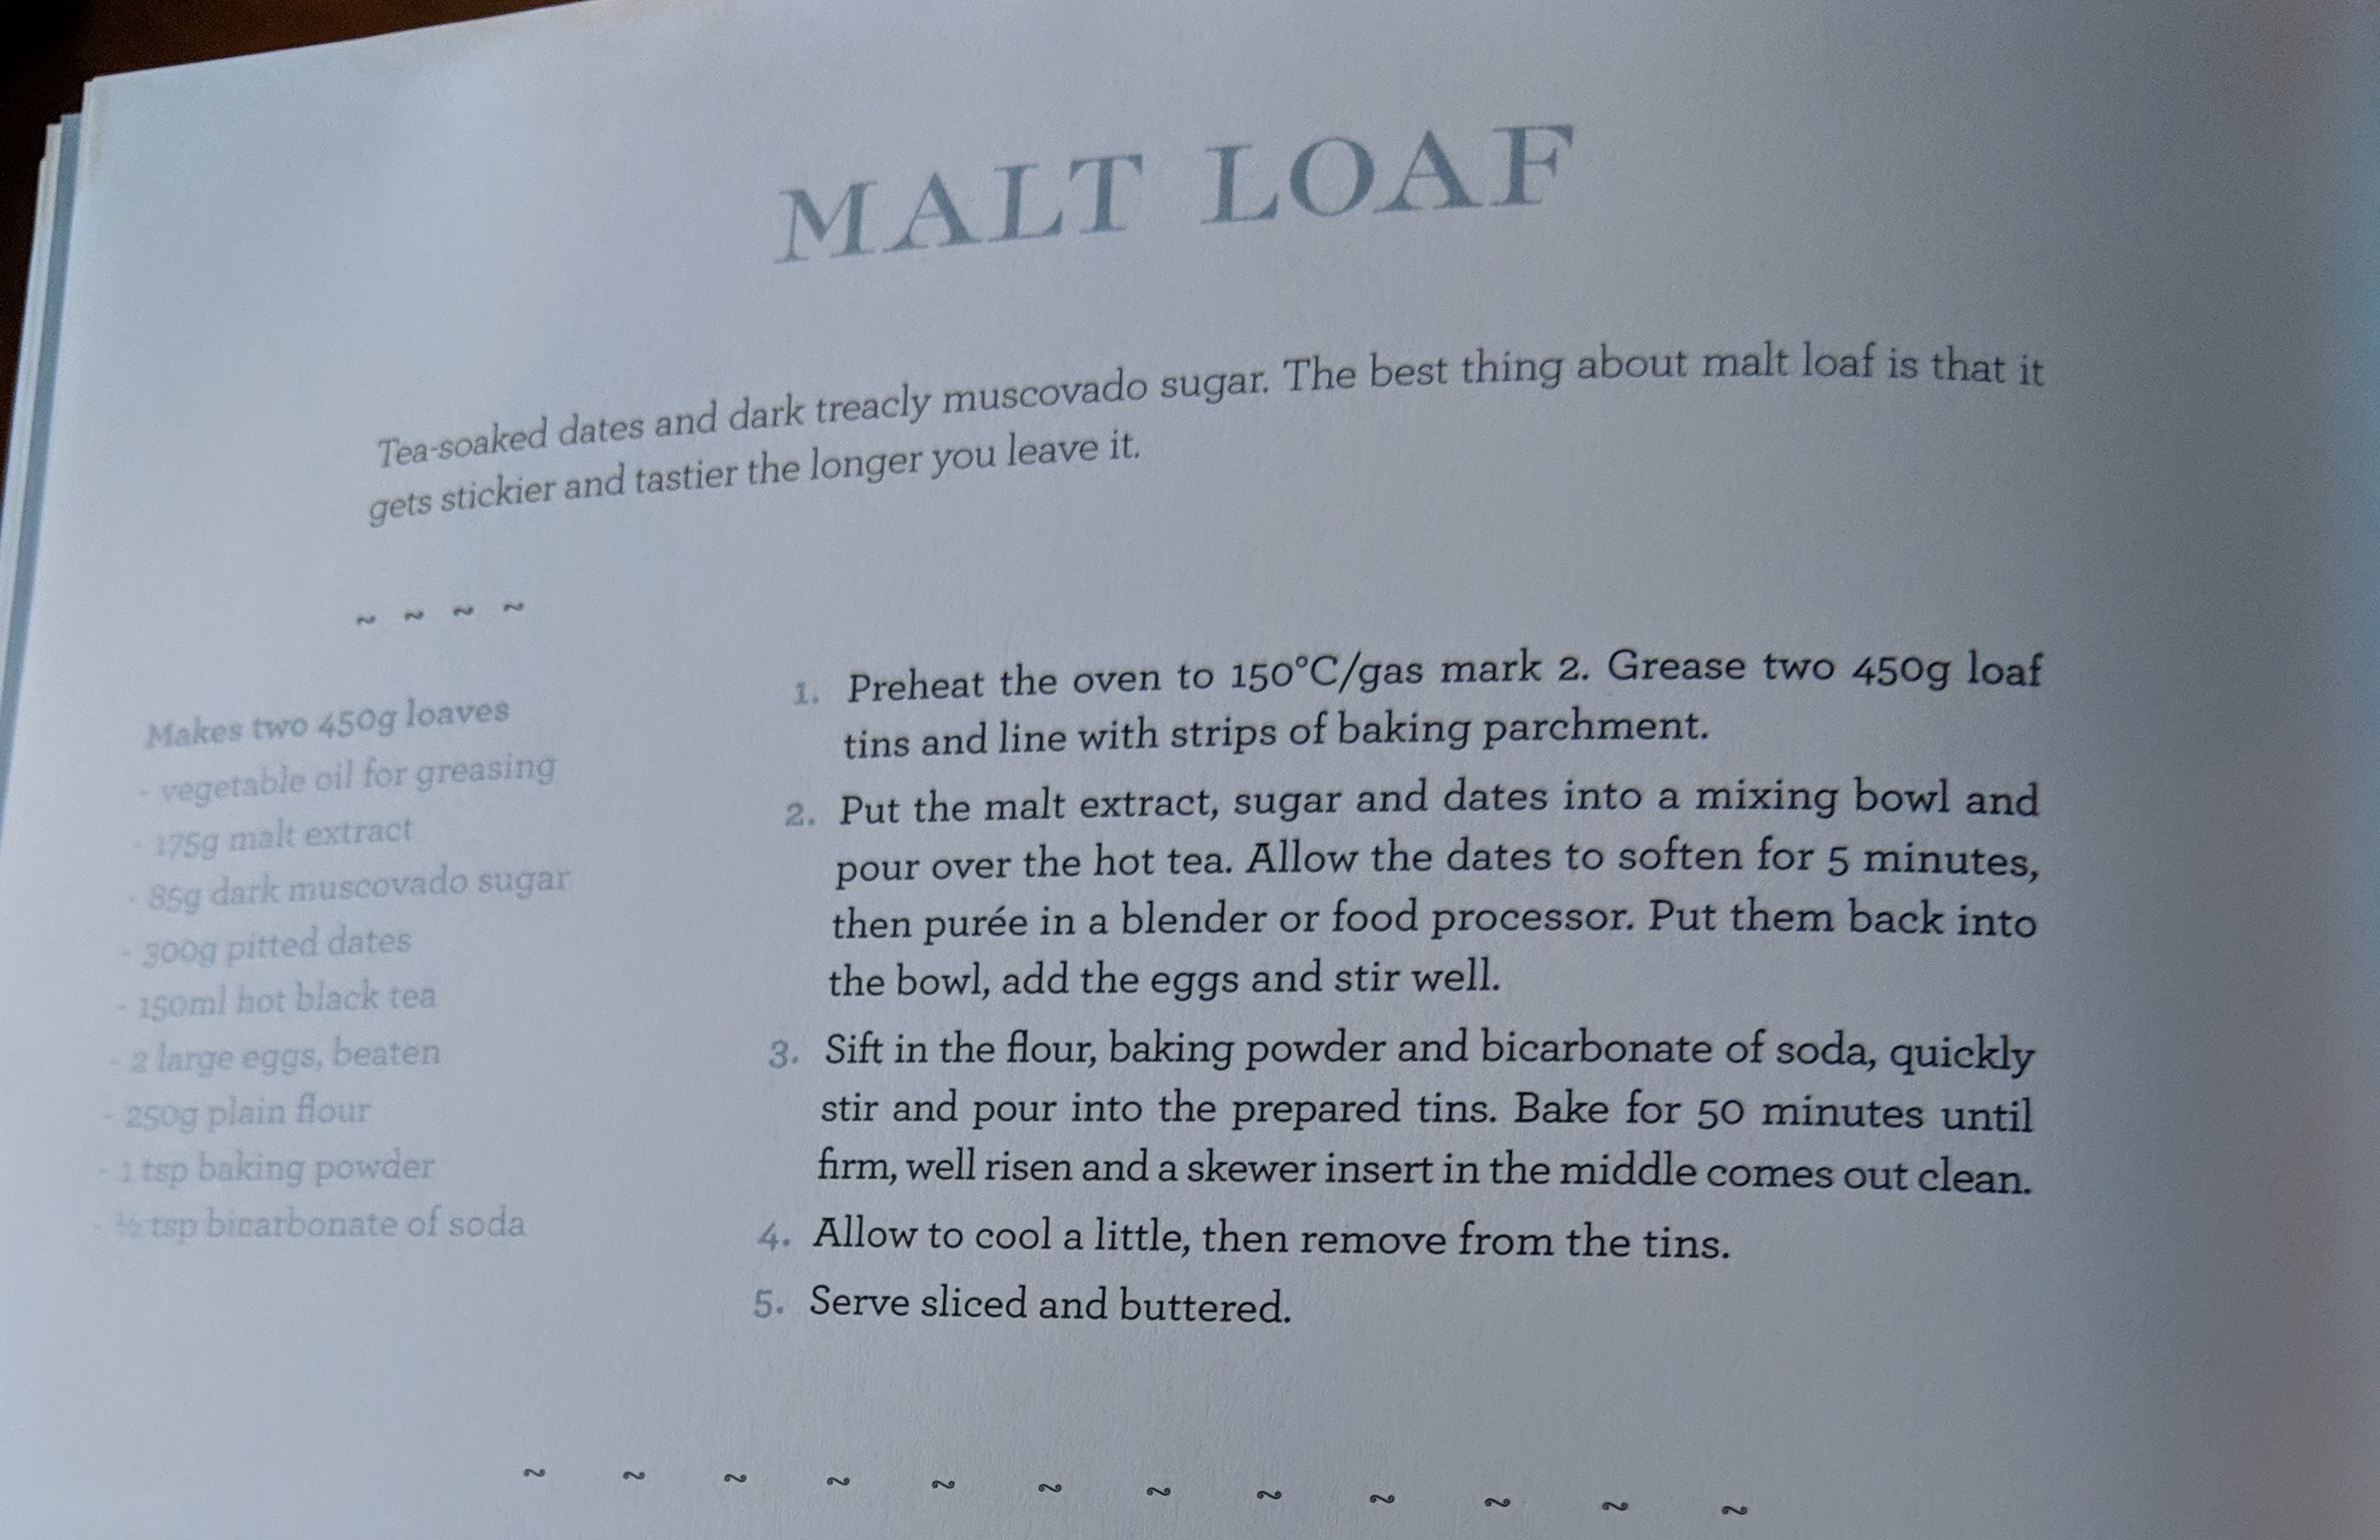 MALT LOAF
Tea-soaked dates and dark treacly muscovado sugar. The best thing about malt loaf is that it
gets stickier and tastier the longer you leave it.
~ ~ ~ ~
Makes two 450g loaves
- vegetable oil for greasing
- 175g malt extract
- 85g dark muscovado sugar
- 300g pitted dates
- 150ml hot black tea
- 2 large eggs, beaten
- 250g plain flour
- 1 tsp baking powder
- ½ tsp bicarbonate of soda
1. Preheat the oven to 150°C/gas mark 2. Grease two 450g loaf
tins and line with strips of baking parchment.
2. Put the malt extract, sugar and dates into a mixing bowl and
pour over the hot tea. Allow the dates to soften for 5 minutes,
then purée in a blender or food processor. Put them back into
the bowl, add the eggs and stir well.
3. Sift in the flour, baking powder and bicarbonate of soda, quickly
stir and pour into the prepared tins. Bake for 50 minutes until
firm, well risen and a skewer insert in the middle comes out clean.
4. Allow to cool a little, then remove from the tins.
5. Serve sliced and buttered.
~ ~ ~ ~ ~ ~ ~ ~ ~ ~ ~ ~